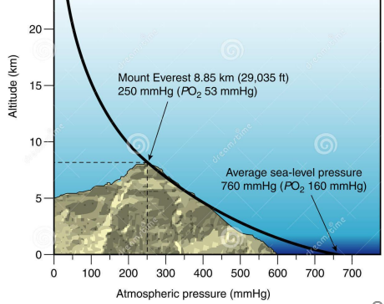 20
15
10
5
0
Altitude (km)
Mount Everest 8.85 km (29,035 ft)
250 mmHg (PO₂ 53 mmHg)
Average sea-level pressure
760 mmHg (PO₂ 160 mmHg)
0 100 200 300 400 500 600 700 700
Atmospheric pressure (mmHg)